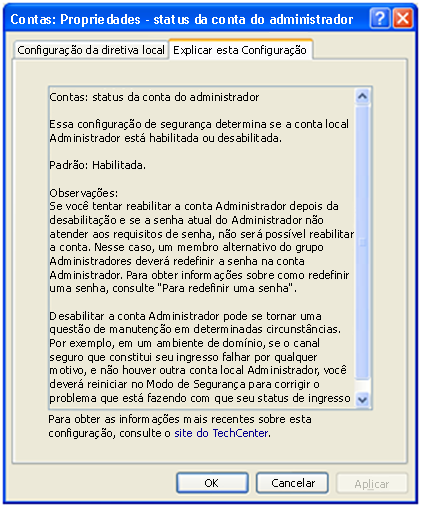 Contas: Propriedades - status da conta do administrador
Configuração da diretiva local
Explicar esta Configuração
Contas: status da conta do administrador
Essa configuração de segurança determina se a conta local
Administrador está habilitada ou desabilitada.
Padrão: Habilitada.
Observações:
Se você tentar reabilitar a conta Administrador depois da
desabilitação e se a senha atual do Administrador não
atender aos requisitos de senha, não será possível reabilitar
a conta. Nesse caso, um membro alternativo do grupo
Administradores deverá redefinir a senha na conta
Administrador. Para obter informações sobre como redefinir
uma senha, consulte "Para redefinir uma senha".
Desabilitar a conta Administrador pode se tornar uma
questão de manutenção em determinadas circunstâncias.
Por exemplo, em um ambiente de domínio, se o canal
seguro que constitui seu ingresso falhar por qualquer
motivo, e não houver outra conta local Administrador, você
deverá reiniciar no Modo de Segurança para corrigir o
problema que está fazendo com que seu status de ingresso
Para obter as informações mais recentes sobre esta
configuração, consulte o site do TechCenter.
OK
Cancelar
Aplicar